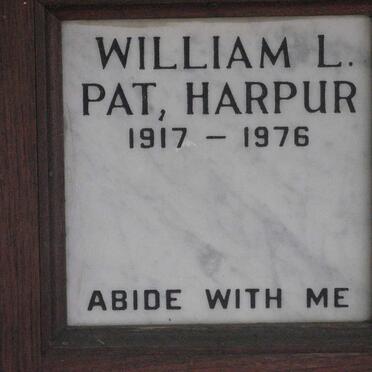 WILLIAM L.
PAT, HARPUR
1917 – 1976
ABIDE WITH ME